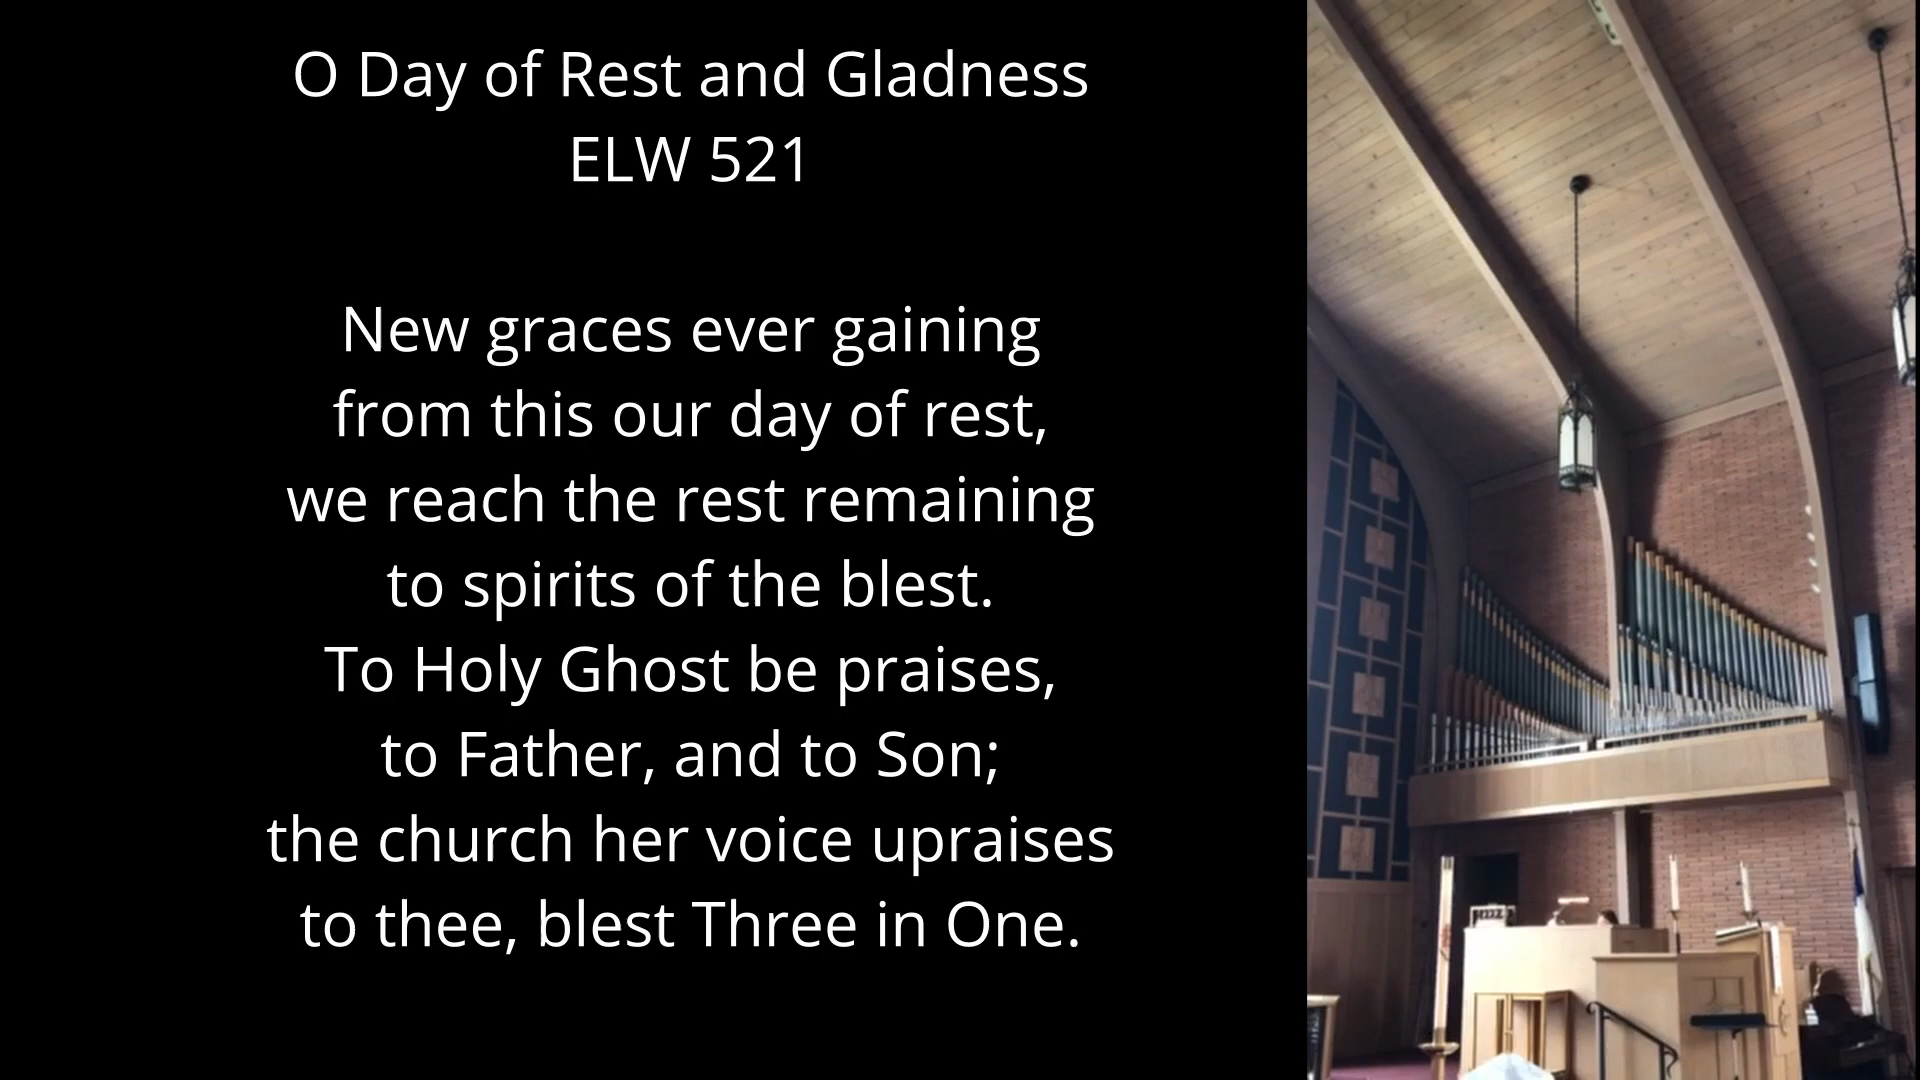 O Day of Rest and Gladness
ELW 521
New graces ever gaining
from this our day of rest,
we reach the rest remaining
to spirits of the blest.
To Holy Ghost be praises,
to Father, and to Son;
the church her voice upraises
to thee, blest Three in One.